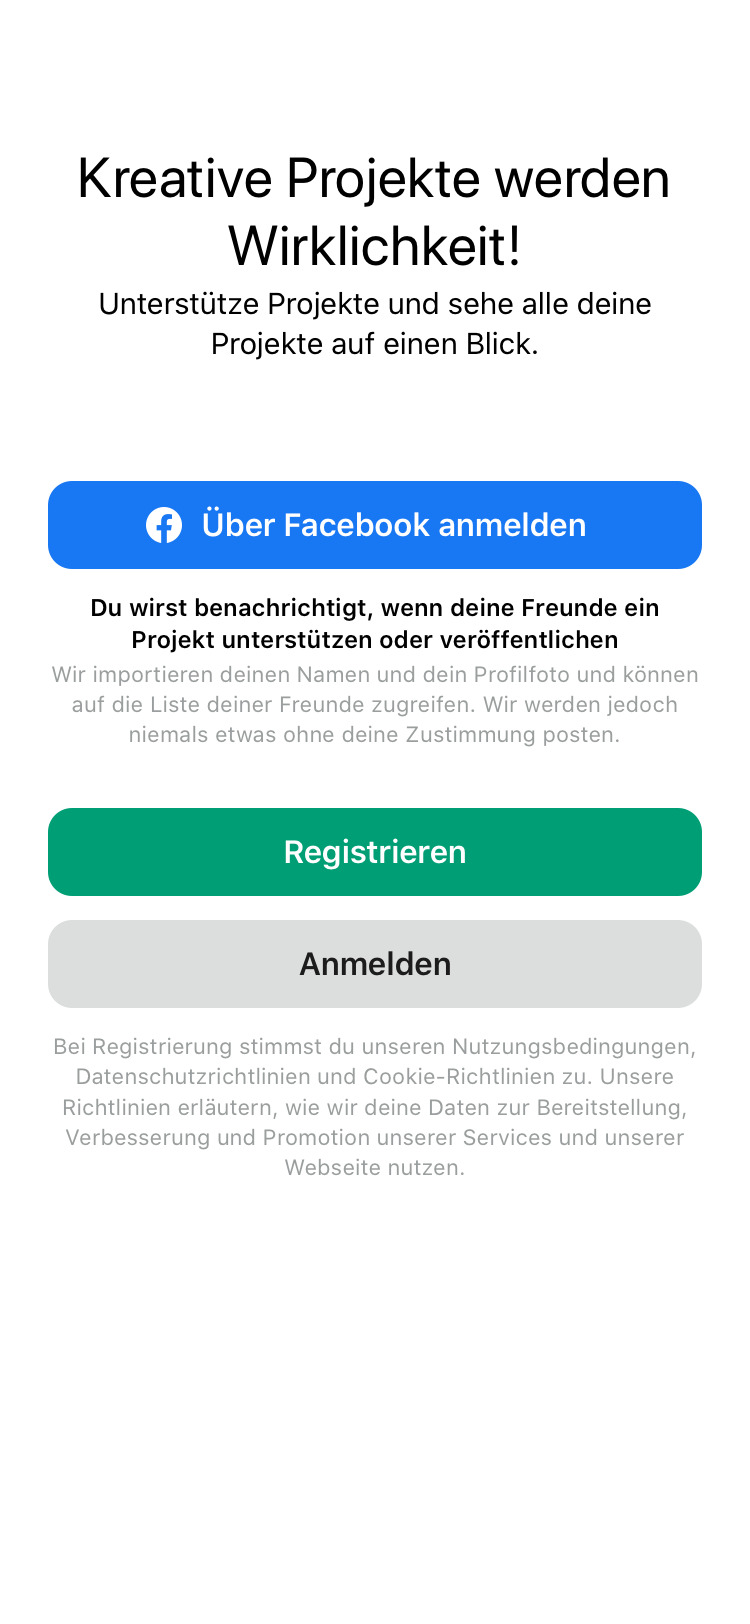 Kreative Projekte werden
Wirklichkeit!
Unterstütze Projekte und sehe alle deine
Projekte auf einen Blick.
Über Facebook anmelden
Du wirst benachrichtigt, wenn deine Freunde ein
Projekt unterstützen oder veröffentlichen
Wir importieren deinen Namen und dein Profilfoto und können
auf die Liste deiner Freunde zugreifen. Wir werden jedoch
niemals etwas ohne deine Zustimmung posten.
Registrieren
Anmelden
Bei Registrierung stimmst du unseren Nutzungsbedingungen,
Datenschutzrichtlinien und Cookie-Richtlinien zu. Unsere
Richtlinien erläutern, wie wir deine Daten zur Bereitstellung,
Verbesserung und Promotion unserer Services und unserer
Webseite nutzen.